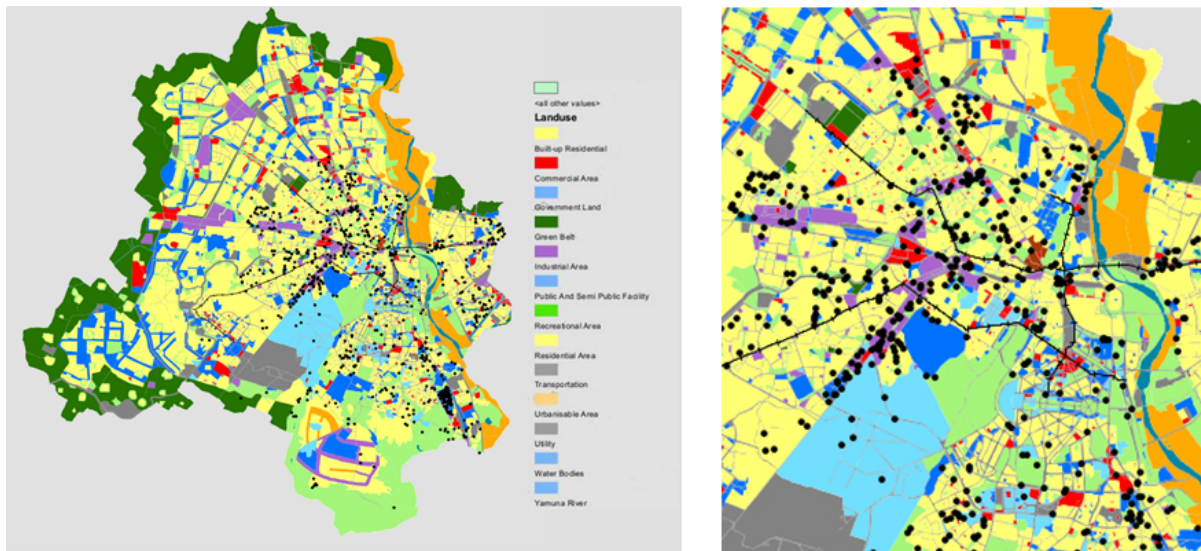 <all other values>
Landuse
Built-up Residential
Commercial Area
Government Land
Green Belt
Industrial Area
Public And Semi Public Facility
Recreational Area
Residential Area
Transportation
Urbanisable Area
Utility
Water Bodies
Yamuna River